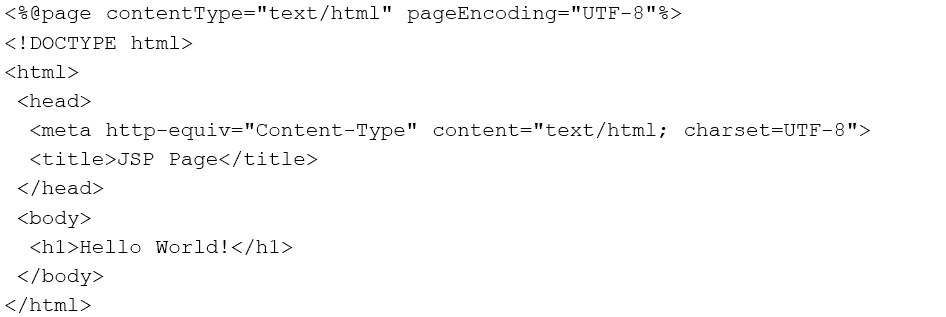 <%@page contentType="text/html" pageEncoding="UTF-8"%>
<!DOCTYPE html>
<html>
 <head>
  <meta http-equiv="Content-Type" content="text/html; charset=UTF-8">
  <title>JSP Page</title>
 </head>
 <body>
  <h1>Hello World!</h1>
 </body>
</html>